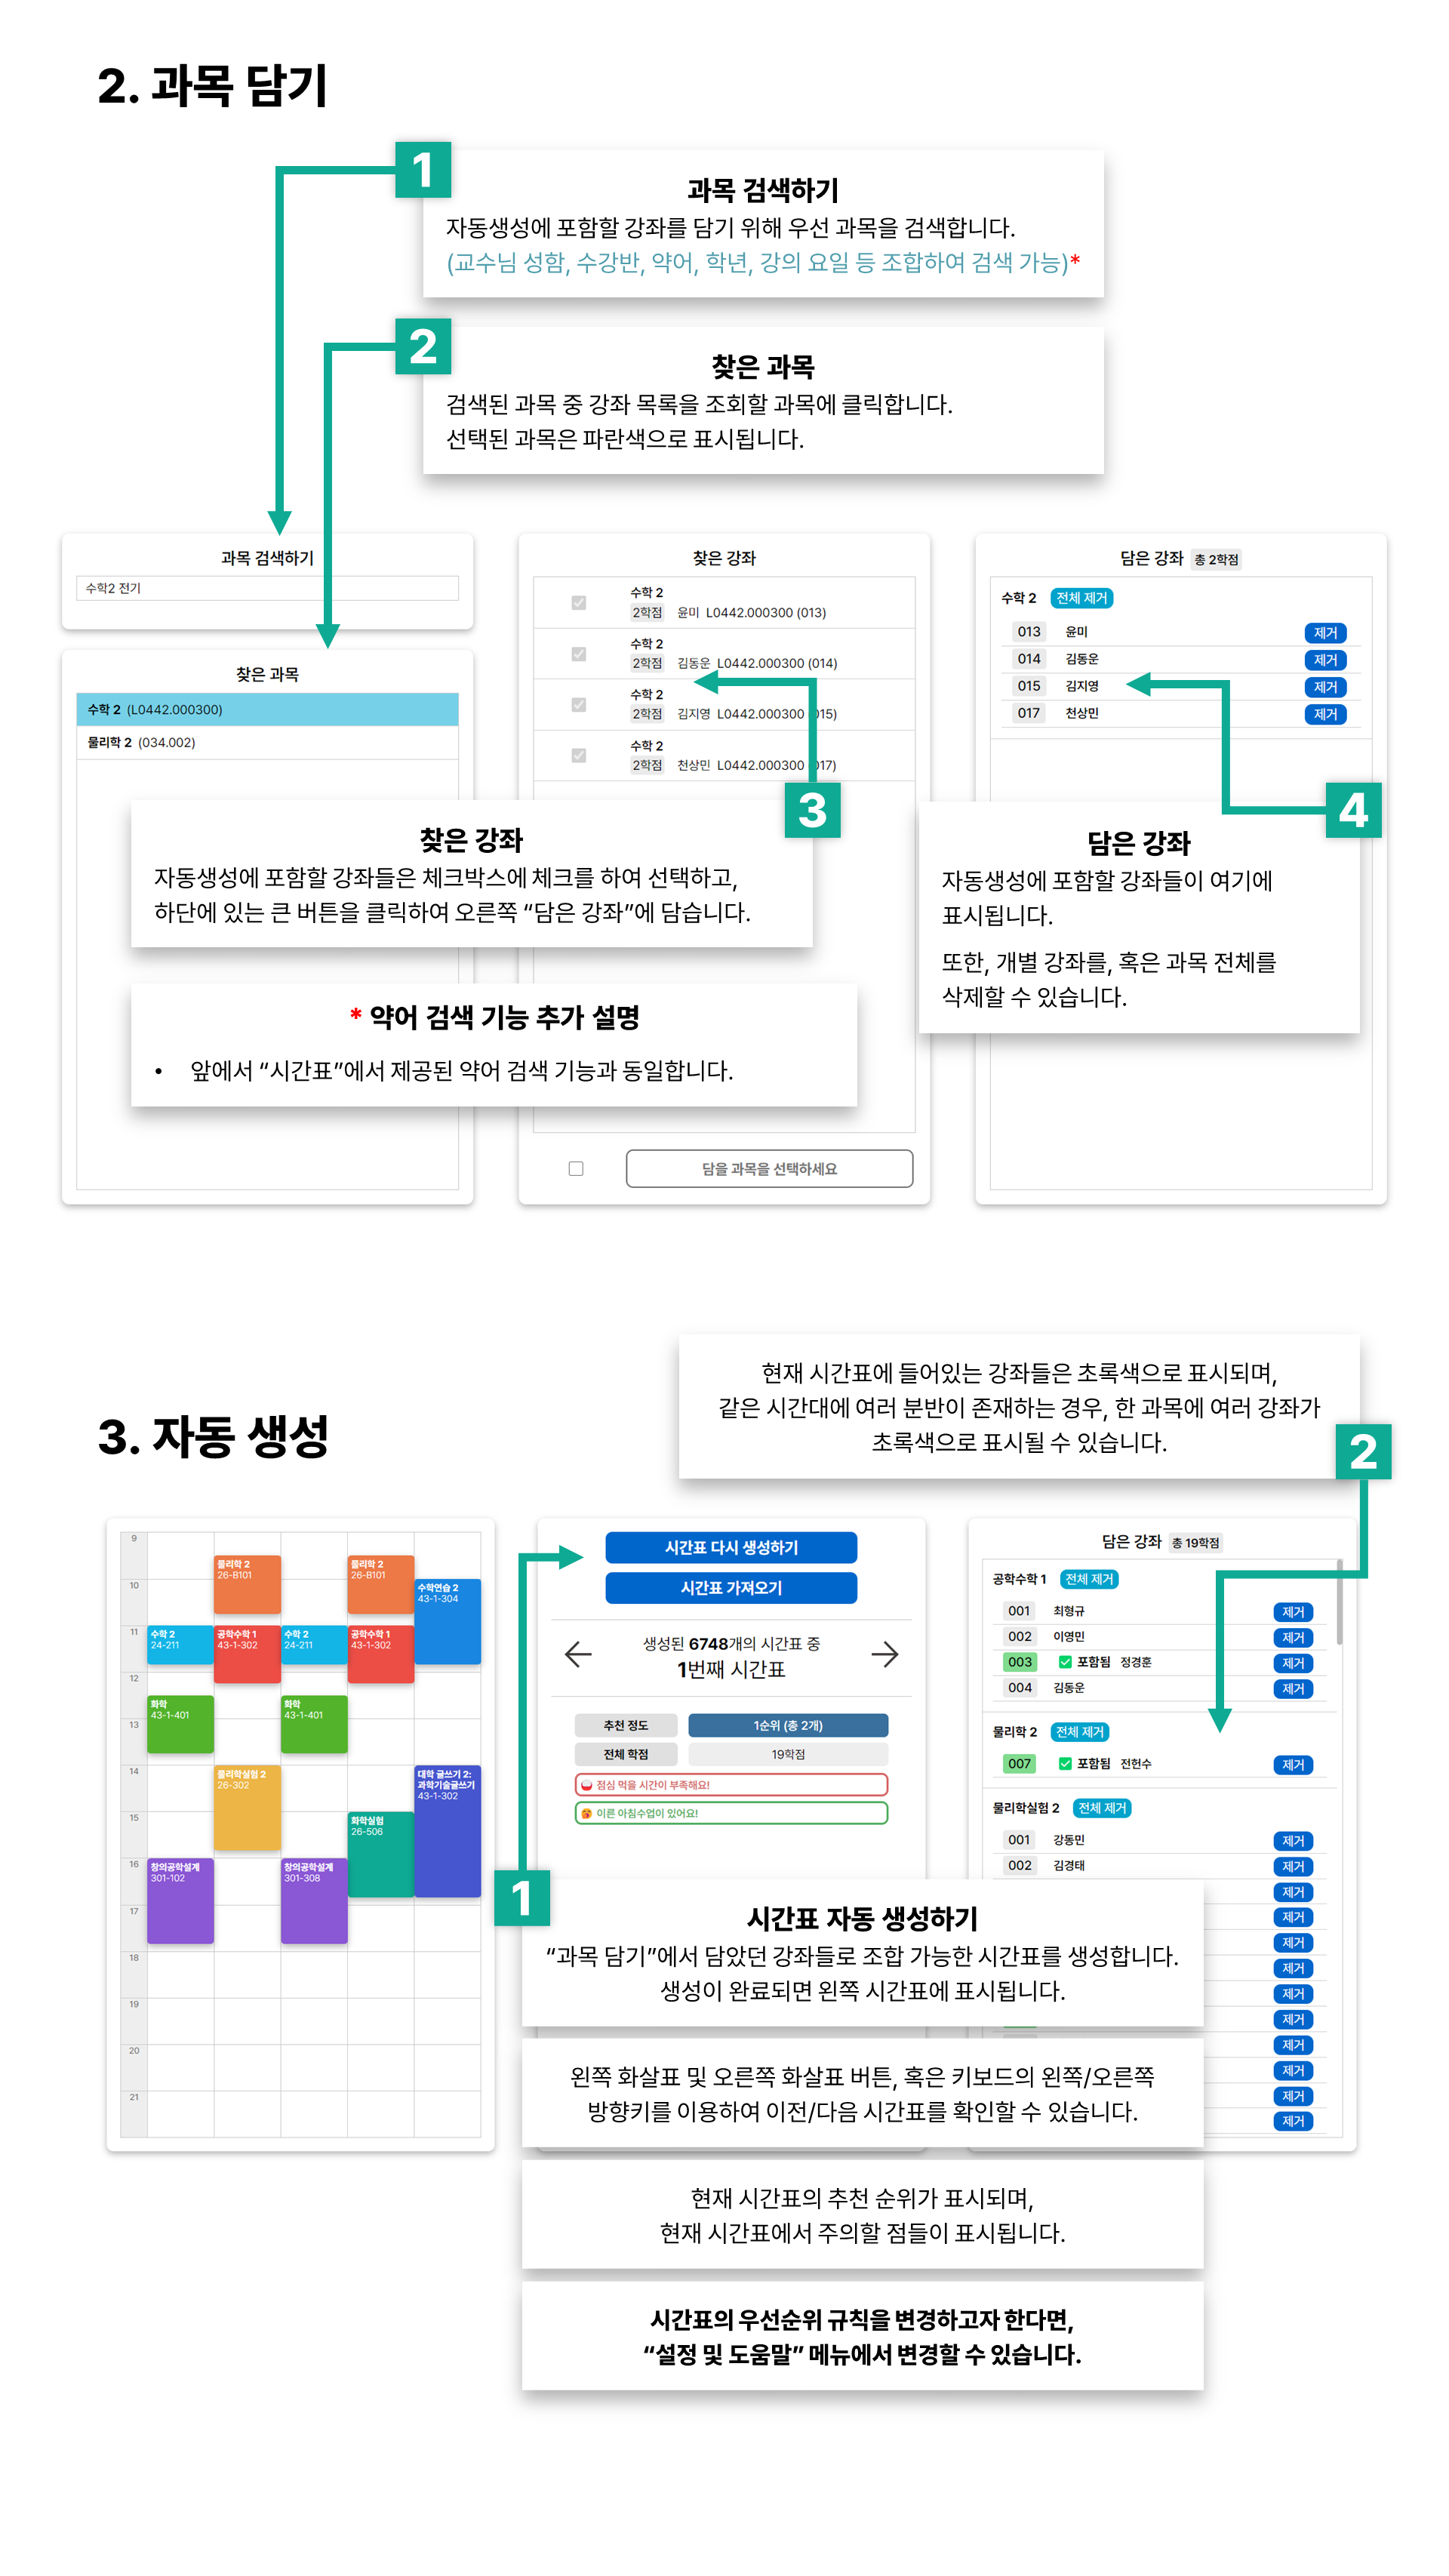 2. 과목 담기
1
과목 검색하기
자동생성에 포함할 강좌를 담기 위해 우선 과목을 검색합니다.
(교수님 성함, 수강반, 약어, 학년, 강의 요일 등 조합하여 검색 가능)*
2
찾은 과목
검색된 과목 중 강좌 목록을 조회할 과목에 클릭합니다.
선택된 과목은 파란색으로 표시됩니다.
과목 검색하기
수학2 전기
찾은 과목
수학 2 (L0442.000300)
물리학 2 (034.002)
찾은 강좌
수학 2
2학점 윤미 L0442.000300 (013)
수학 2
2학점 김동운 L0442.000300 (014)
수학 2
2학점 김지영 L0442.000300 015)
수학 2
2학점 천상민 L0442.000300 017)
담은 강좌 총 2학점
수학 2 전체 제거
013 윤미 제거
014 김동운 제거
015 김지영 제거
017 천상민 제거
3
찾은 강좌
자동생성에 포함할 강좌들은 체크박스에 체크를 하여 선택하고,
하단에 있는 큰 버튼을 클릭하여 오른쪽 “담은 강좌”에 담습니다.
4
담은 강좌
자동생성에 포함할 강좌들이 여기에
표시됩니다.
또한, 개별 강좌를, 혹은 과목 전체를
삭제할 수 있습니다.
* 약어 검색 기능 추가 설명
• 앞에서 “시간표”에서 제공된 약어 검색 기능과 동일합니다.
담을 과목을 선택하세요
현재 시간표에 들어있는 강좌들은 초록색으로 표시되며,
같은 시간대에 여러 분반이 존재하는 경우, 한 과목에 여러 강좌가
초록색으로 표시될 수 있습니다.
2
3. 자동 생성
9
물리학 2
26-B101
물리학 2
26-B101
10
수학연습 2
43-1-304
11
수학 2
24-211
공학수학 1
43-1-302
수학 2
24-211
공학수학 1
43-1-302
12
화학
43-1-401
화학
43-1-401
13
14
물리학실험 2
26-302
대학 글쓰기 2:
과학기술글쓰기
43-1-302
15
화학실험
26-506
16
창의공학설계
301-102
창의공학설계
301-308
17
18
19
20
21
시간표 다시 생성하기
시간표 가져오기
생성된 6748개의 시간표 중
1번째 시간표
추천 정도 1순위 (총 2개)
전체 학점 19학점
점심 먹을 시간이 부족해요!
이른 아침수업이 있어요!
담은 강좌 총 19학점
공학수학 1 전체 제거
001 최형규 제거
002 이영민 제거
003 포함됨 정경훈 제거
004 김동운 제거
물리학 2 전체 제거
007 포함됨 전헌수 제거
물리학실험 2 전체 제거
001 강동민 제거
002 김경태 제거
제거
제거
제거
제거
제거
제거
제거
제거
제거
제거
1
시간표 자동 생성하기
“과목 담기”에서 담았던 강좌들로 조합 가능한 시간표를 생성합니다.
생성이 완료되면 왼쪽 시간표에 표시됩니다.
왼쪽 화살표 및 오른쪽 화살표 버튼, 혹은 키보드의 왼쪽/오른쪽
방향키를 이용하여 이전/다음 시간표를 확인할 수 있습니다.
현재 시간표의 추천 순위가 표시되며,
현재 시간표에서 주의할 점들이 표시됩니다.
시간표의 우선순위 규칙을 변경하고자 한다면,
“설정 및 도움말” 메뉴에서 변경할 수 있습니다.